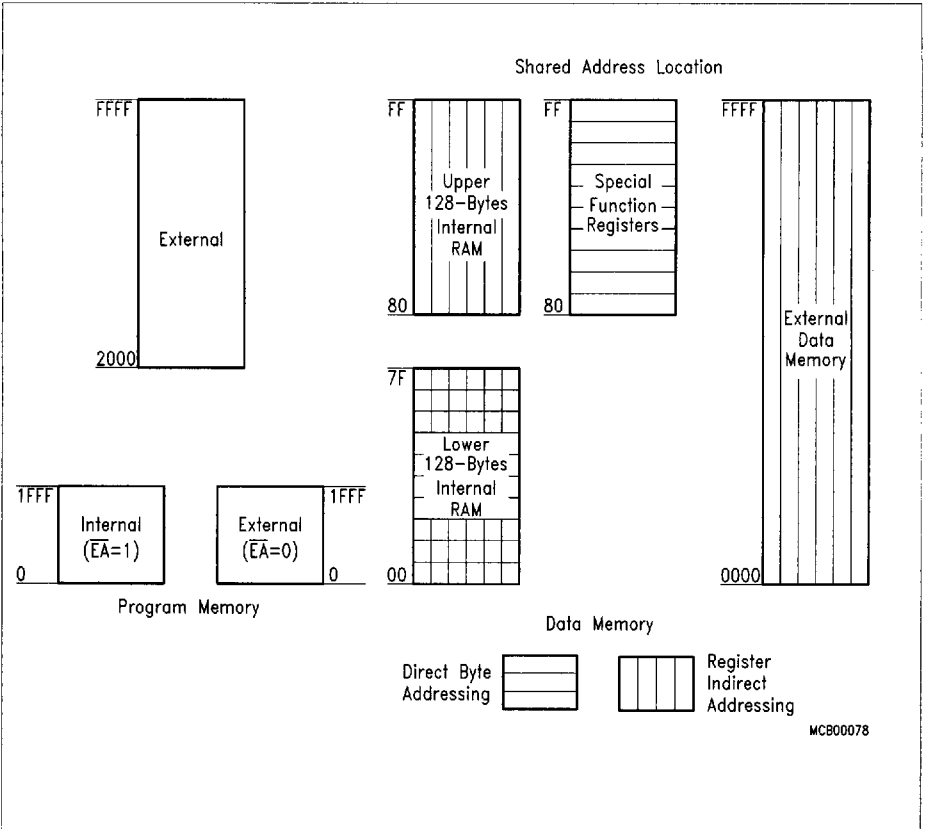 Shared Address Location
FFFF
External
2000
1FFF
Internal
(E̅A̅=1)
0
1FFF
External
(E̅A̅=0)
0
Program Memory
FF
Upper
128-Bytes
Internal
RAM
80
FF
Special
Function
Registers
80
7F
Lower
128-Bytes
Internal
RAM
00
FFFF
External
Data
Memory
0000
Data Memory
Direct Byte
Addressing
Register
Indirect
Addressing
MCB00078